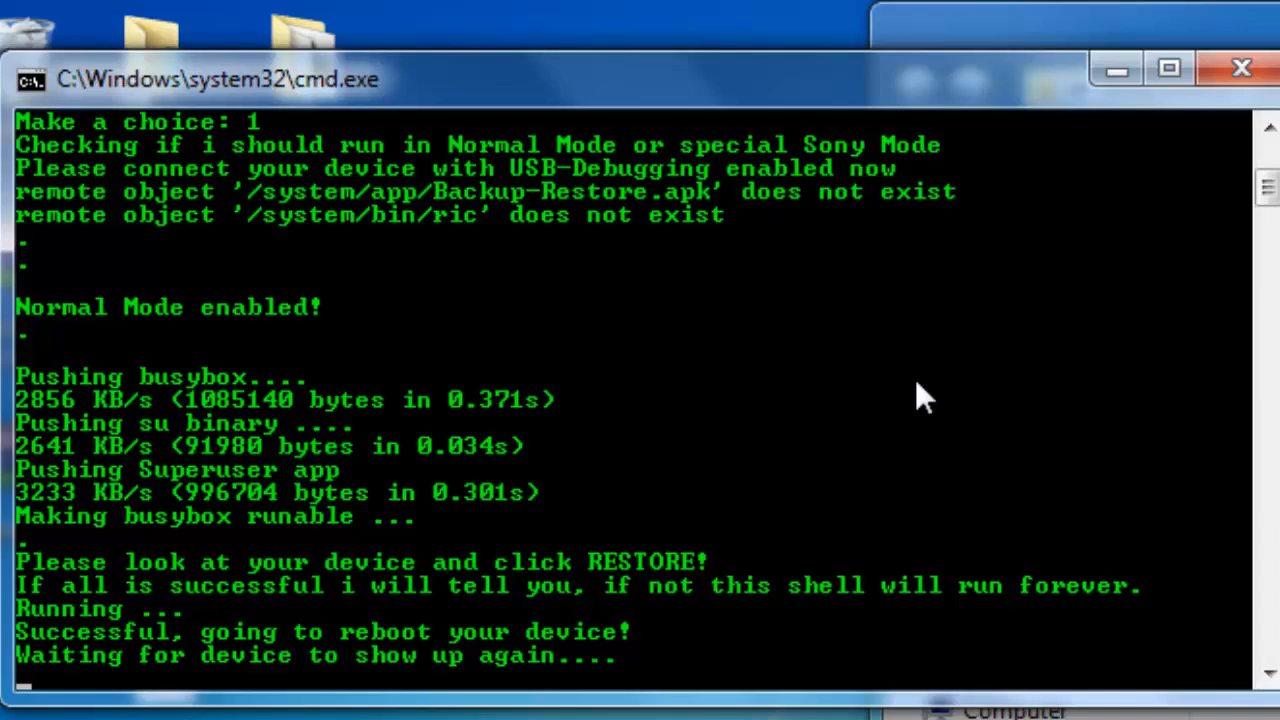 C:\Windows\system32\cmd.exe
Make a choice: 1
Checking if i should run in Normal Mode or special Sony Mode
Please connect your device with USB-Debugging enabled now
remote object '/system/app/Backup-Restore.apk' does not exist
remote object '/system/bin/ric' does not exist
.
.
Normal Mode enabled!
.
Pushing busybox....
2856 KB/s (1085140 bytes in 0.371s)
Pushing su binary ....
2641 KB/s (91980 bytes in 0.034s)
Pushing Superuser app
3233 KB/s (996704 bytes in 0.301s)
Making busybox runable ...
.
Please look at your device and click RESTORE!
If all is successful i will tell you, if not this shell will run forever.
Running ...
Successful, going to reboot your device!
Waiting for device to show up again....
Computer